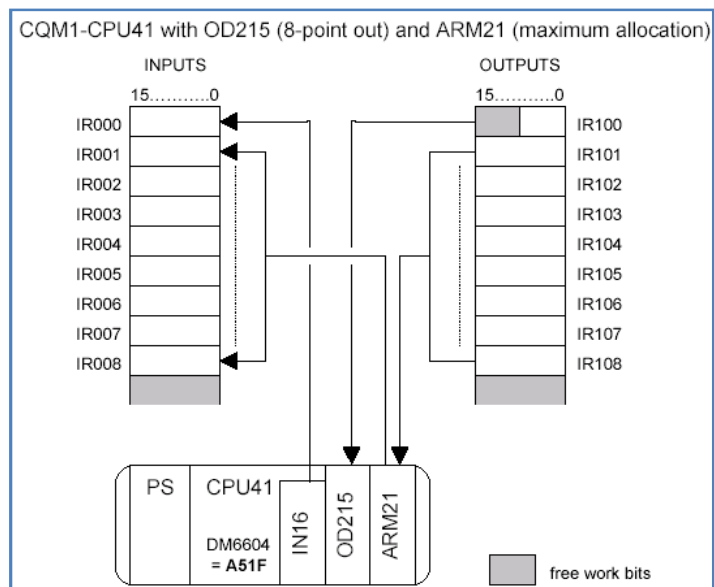 CQM1-CPU41 with OD215 (8-point out) and ARM21 (maximum allocation)
INPUTS
OUTPUTS
15...........0
15...........0
IR000
IR001
IR002
IR003
IR004
IR005
IR006
IR007
IR008
IR100
IR101
IR102
IR103
IR104
IR105
IR106
IR107
IR108
PS
CPU41
DM6604
= A51F
IN16
OD215
ARM21
free work bits